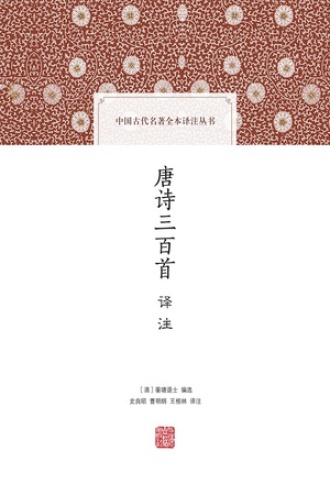 中国古代名著全本译注丛书
唐诗三百首
译注
［清］蘅塘退士 编选
史良昭 曹明纲 王根林 译注